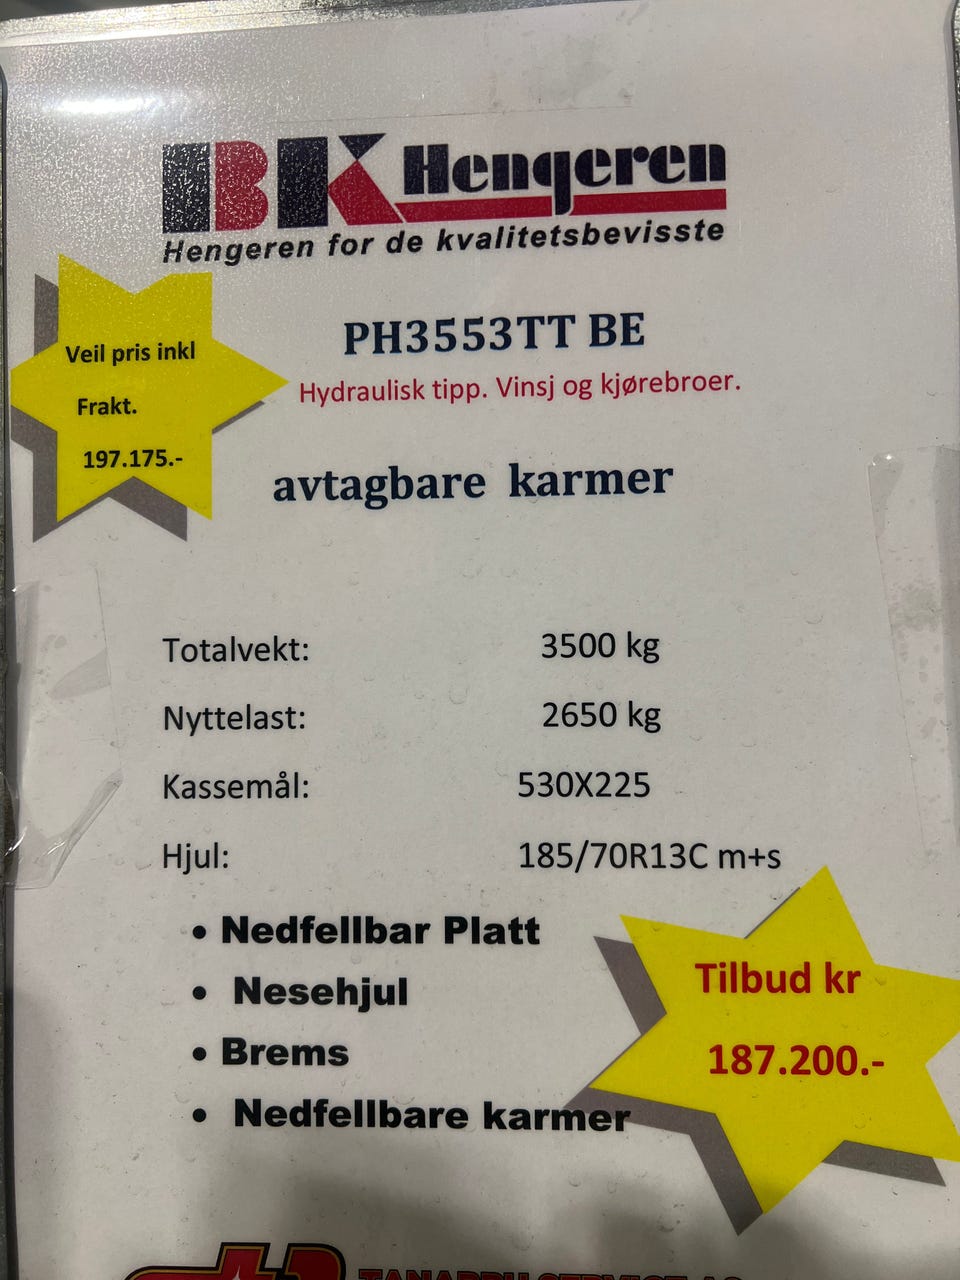 BK Hengeren
Hengeren for de kvalitetsbevisste
Veil pris inkl
Frakt.
197.175.-
PH3553TT BE
Hydraulisk tipp. Vinsj og kjørebroer.
avtagbare karmer
Totalvekt: 3500 kg
Nyttelast: 2650 kg
Kassemål: 530X225
Hjul: 185/70R13C m+s
• Nedfellbar Platt
• Nesehjul
• Brems
• Nedfellbare karmer
Tilbud kr
187.200.-